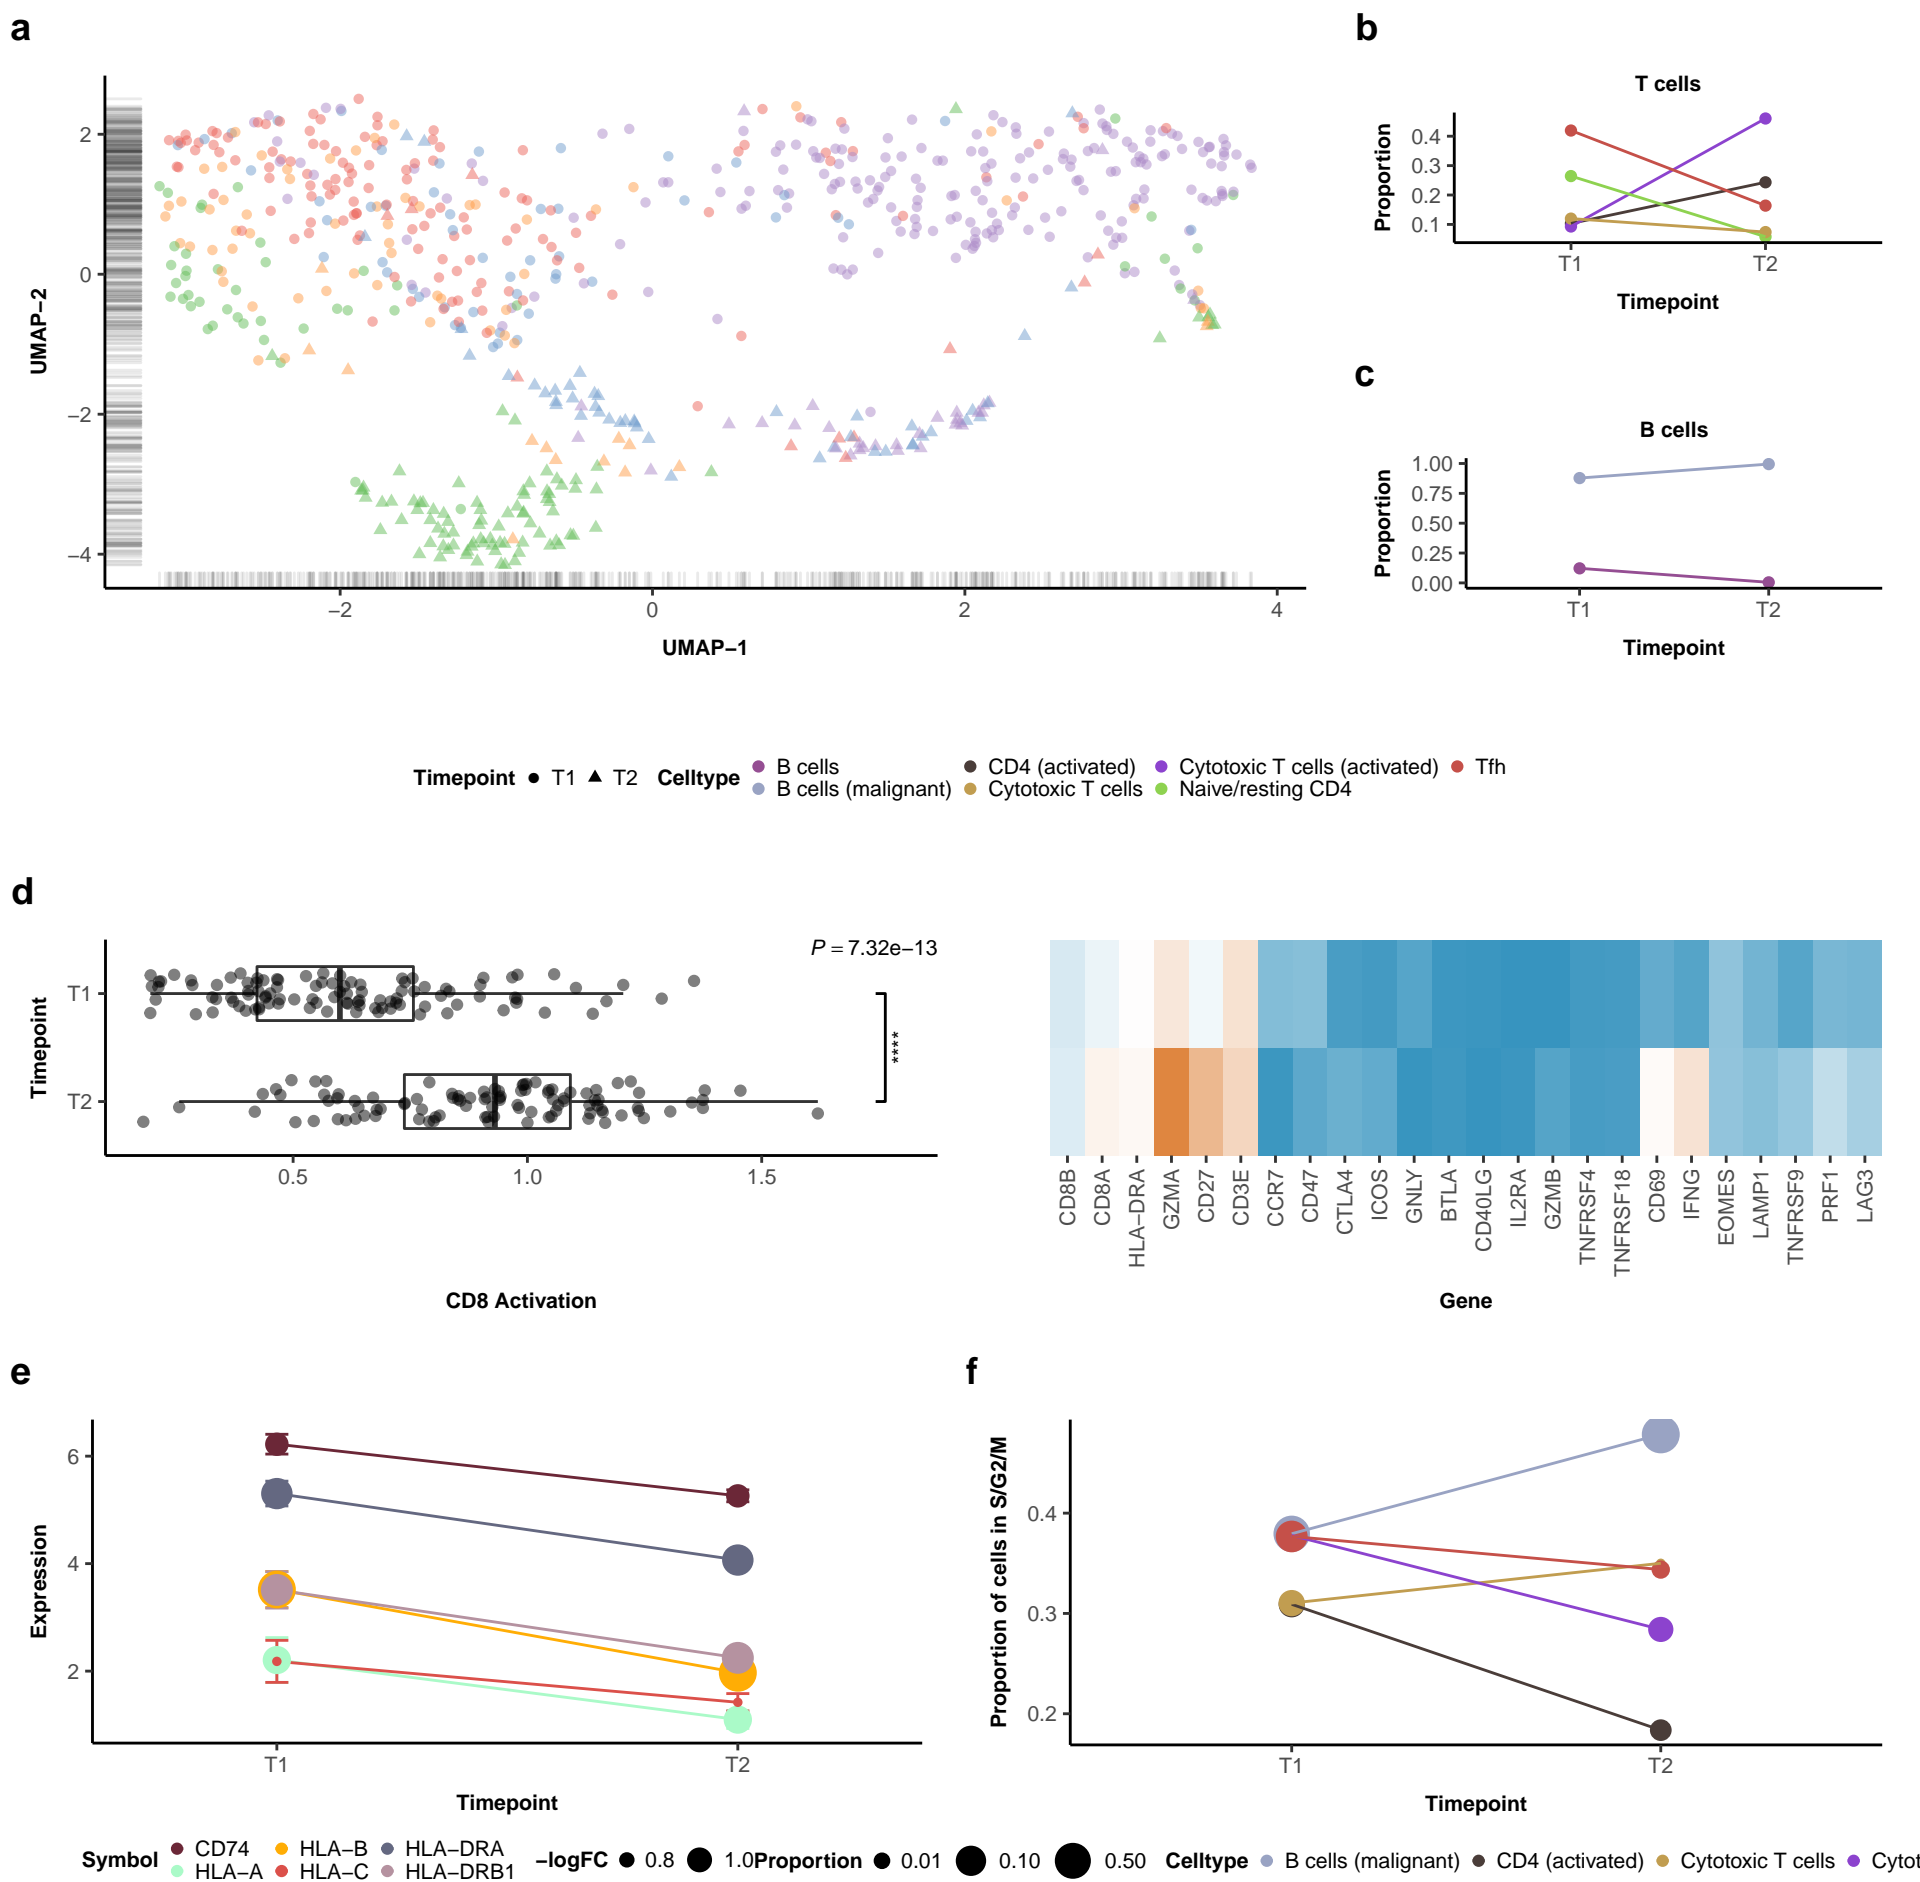 a
2
0
−2
−4
UMAP−2
−2
0
2
4
UMAP−1
b
T cells
0.4
0.3
0.2
0.1
Proportion
T1
T2
Timepoint
c
B cells
1.00
0.75
0.50
0.25
0.00
Proportion
T1
T2
Timepoint
Timepoint T1 T2 Celltype B cells CD4 (activated) Cytotoxic T cells (activated) Tfh
B cells (malignant) Cytotoxic T cells Naive/resting CD4
d
P = 7.32e−13
****
T1
T2
Timepoint
0.5
1.0
1.5
CD8 Activation
CD8B
CD8A
HLA−DRA
GZMA
CD27
CD3E
CCR7
CD47
CTLA4
ICOS
GNLY
BTLA
CD40LG
IL2RA
GZMB
TNFRSF4
TNFRSF18
CD69
IFNG
EOMES
LAMP1
TNFRSF9
PRF1
LAG3
Gene
e
6
4
2
Expression
T1
T2
Timepoint
f
0.4
0.3
0.2
Proportion of cells in S/G2/M
T1
T2
Timepoint
Symbol CD74 HLA−B HLA−DRA
HLA−A HLA−C HLA−DRB1
−logFC 0.8 1.0 Proportion 0.01 0.10 0.50 Celltype B cells (malignant) CD4 (activated) Cytotoxic T cells Cytot